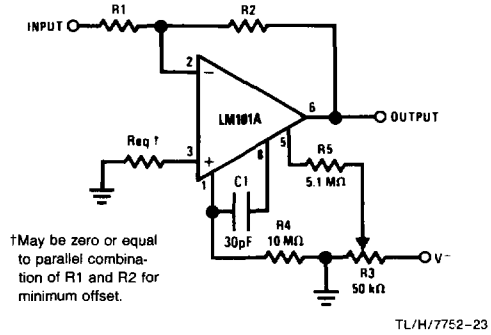 R1
R2
INPUT
2
−
LM101A
6
OUTPUT
Req †
3
+
5
8
1
R5
5.1 MΩ
C1
30pF
R4
10 MΩ
V−
R3
50 kΩ
†May be zero or equal
to parallel combina-
tion of R1 and R2 for
minimum offset.
TL/H/7752–23